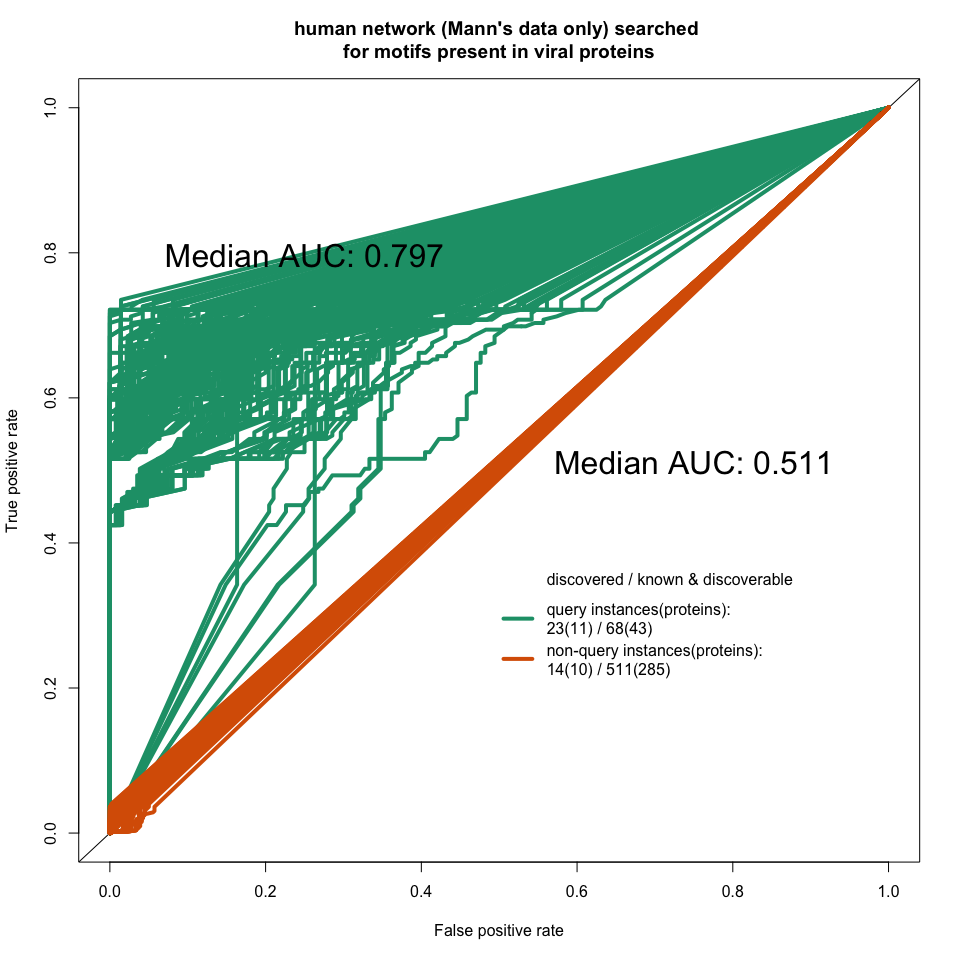 human network (Mann's data only) searched
for motifs present in viral proteins
1.0
0.8
0.6
0.4
0.2
0.0
True positive rate
Median AUC: 0.797
Median AUC: 0.511
discovered / known & discoverable
query instances(proteins):
23(11) / 68(43)
non-query instances(proteins):
14(10) / 511(285)
0.0 0.2 0.4 0.6 0.8 1.0
False positive rate